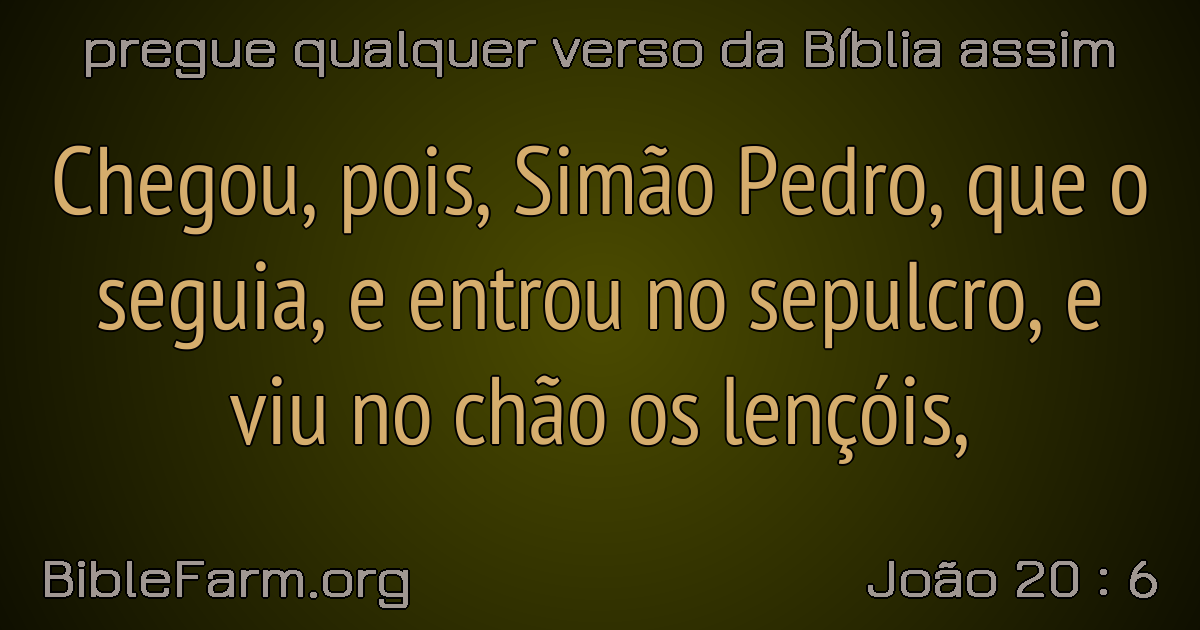 pregue qualquer verso da Bíblia assim
Chegou, pois, Simão Pedro, que o
seguia, e entrou no sepulcro, e
viu no chão os lençóis,
BibleFarm.org
João 20 : 6